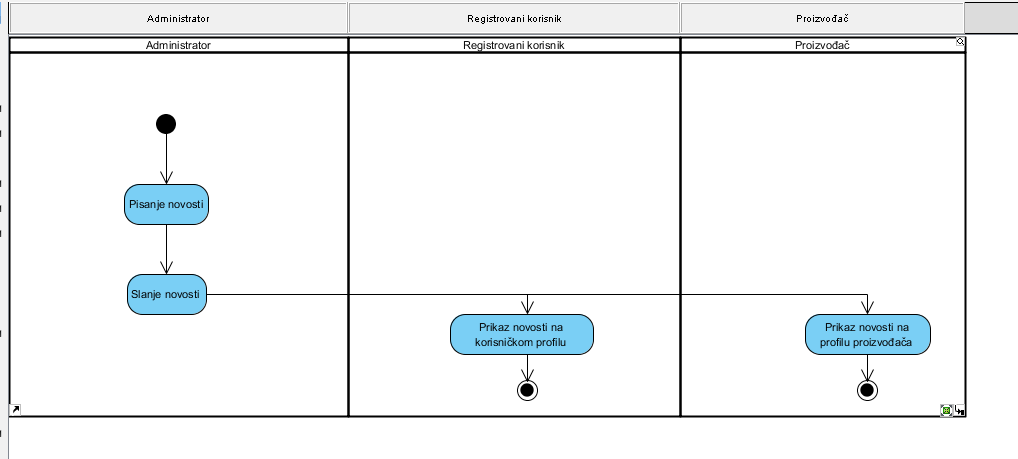 Administrator
Registrovani korisnik
Proizvođač
Administrator
Registrovani korisnik
Proizvođač
Pisanje novosti
Slanje novosti
Prikaz novosti na
korisničkom profilu
Prikaz novosti na
profilu proizvođača